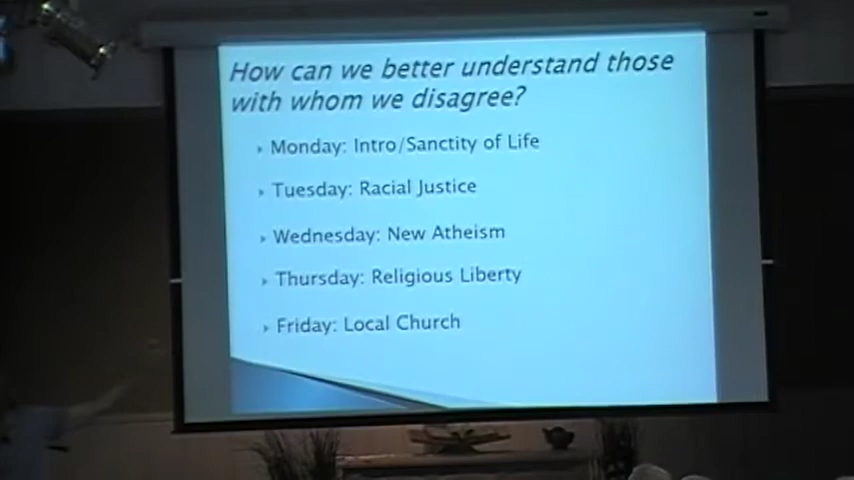 How can we better understand those
with whom we disagree?
Monday: Intro/Sanctity of Life
Tuesday: Racial Justice
Wednesday: New Atheism
Thursday: Religious Liberty
Friday: Local Church